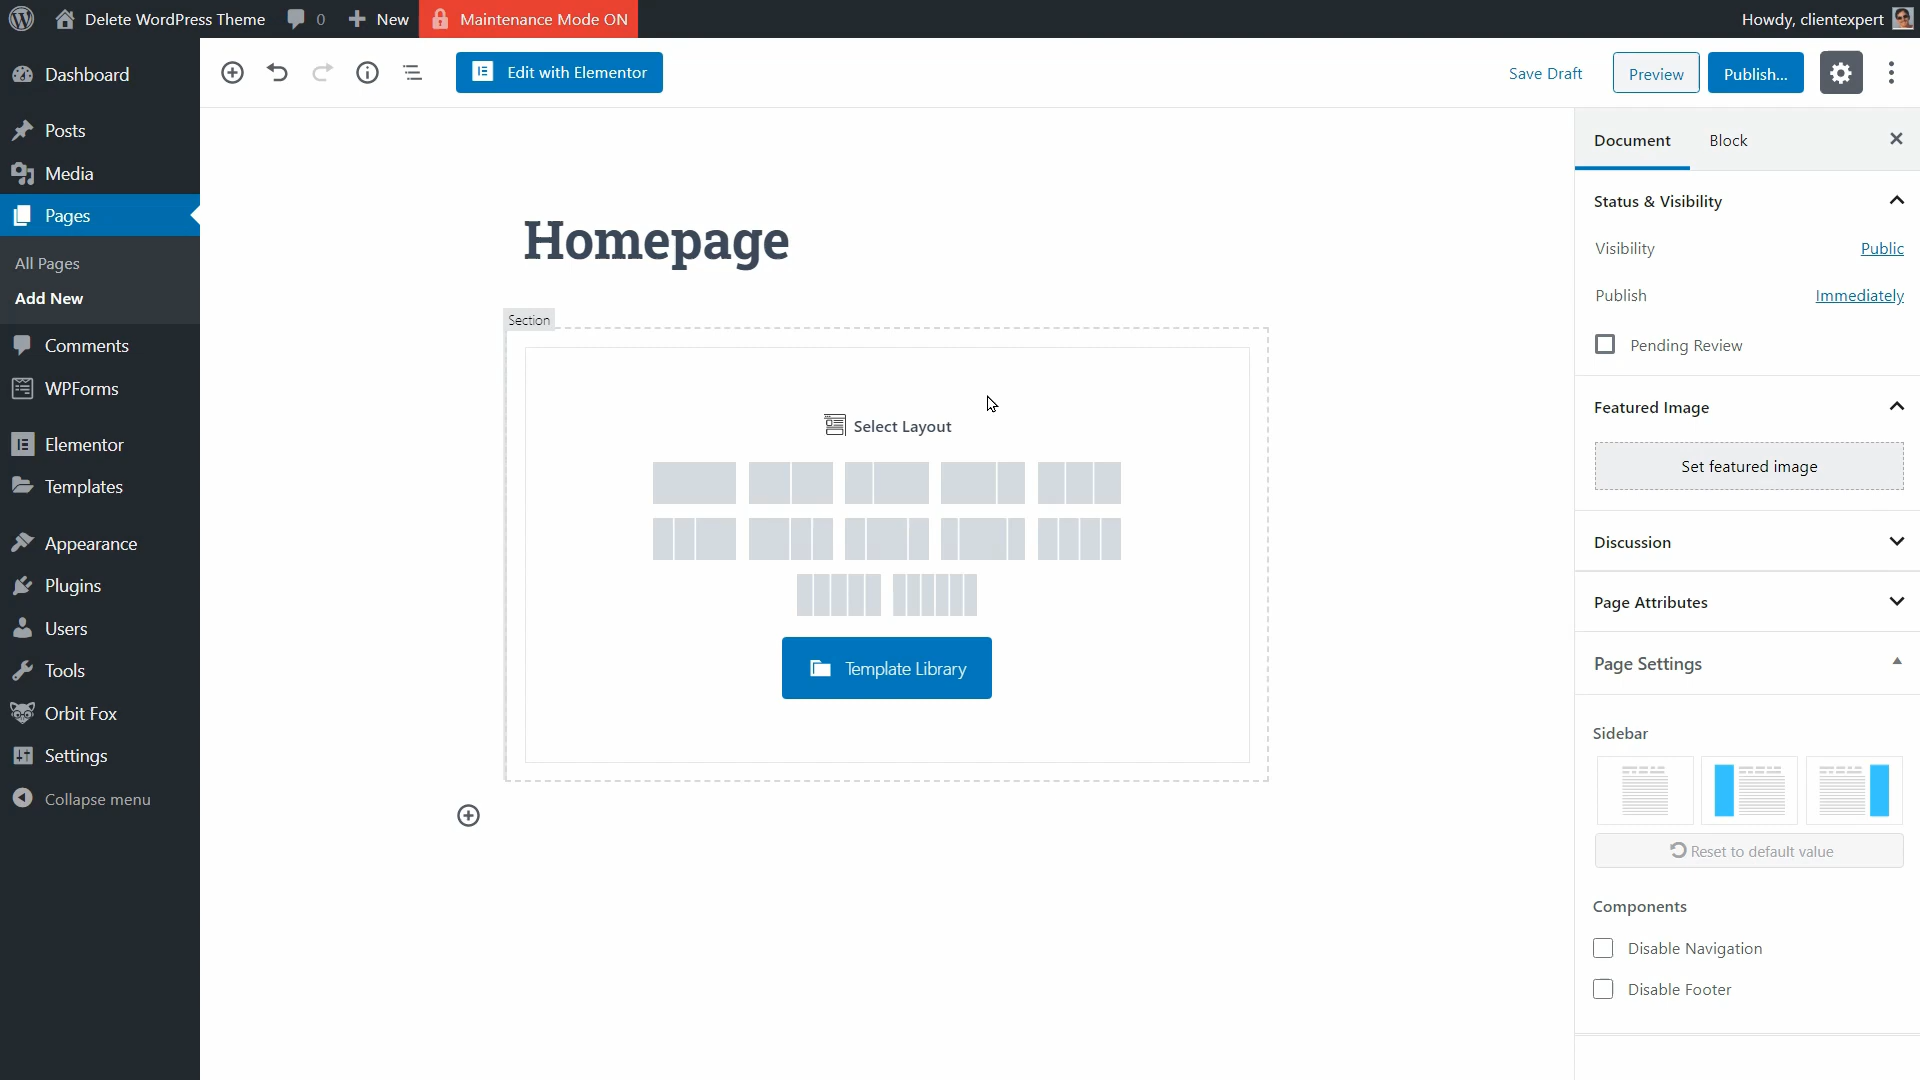 Delete WordPress Theme 0 New Maintenance Mode ON Howdy, clientexpert
Dashboard
Posts
Media
Pages
All Pages
Add New
Comments
WPForms
Elementor
Templates
Appearance
Plugins
Users
Tools
Orbit Fox
Settings
Collapse menu
Edit with Elementor Save Draft Preview Publish...
Homepage
Section
Select Layout
Template Library
Document Block
Status & Visibility
Visibility Public
Publish Immediately
Pending Review
Featured Image
Set featured image
Discussion
Page Attributes
Page Settings
Sidebar
Reset to default value
Components
Disable Navigation
Disable Footer